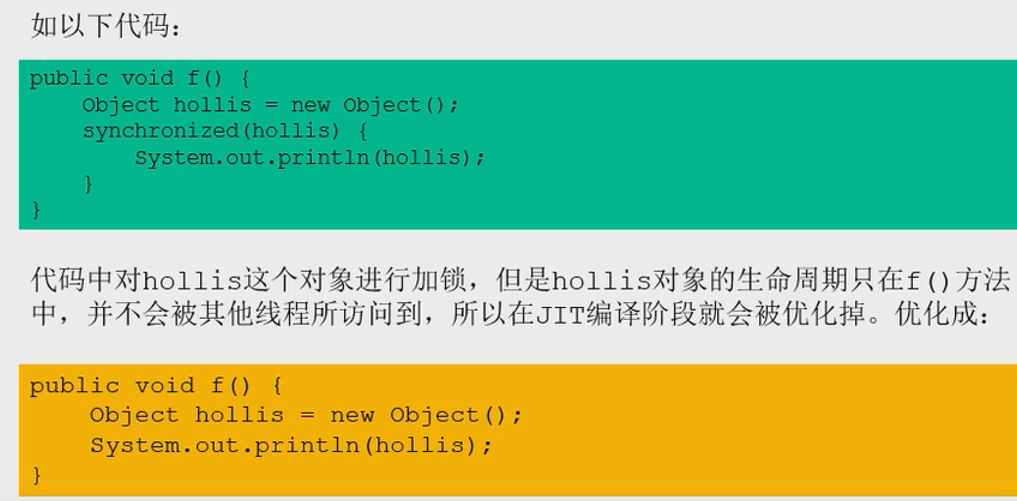 如以下代码：
public void f() {
    Object hollis = new Object();
    synchronized(hollis) {
        System.out.println(hollis);
    }
}
代码中对hollis这个对象进行加锁，但是hollis对象的生命周期只在f()方法
中，并不会被其他线程所访问到，所以在JIT编译阶段就会被优化掉。优化成：
public void f() {
    Object hollis = new Object();
    System.out.println(hollis);
}